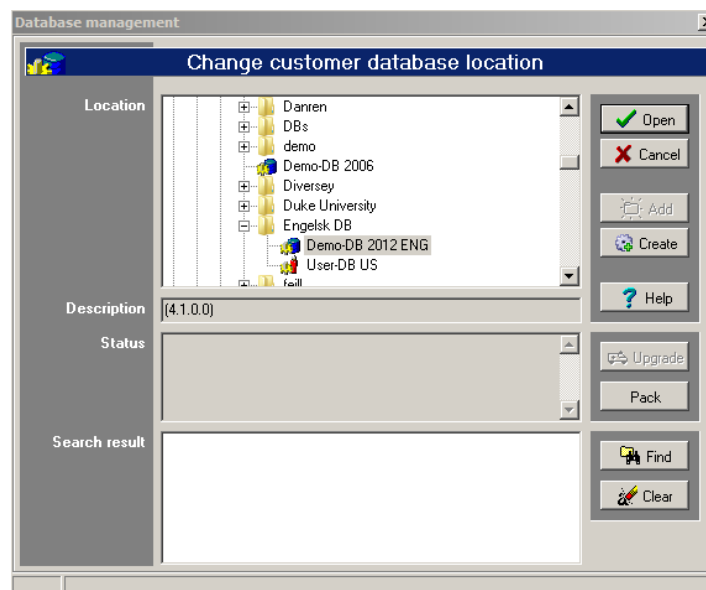 Database management
Change customer database location
Location
Danren
DBs
demo
Demo-DB 2006
Diversey
Duke University
Engelsk DB
Demo-DB 2012 ENG
User-DB US
feill
Open
Cancel
Add
Create
Help
Description
(4.1.0.0)
Status
Upgrade
Pack
Search result
Find
Clear